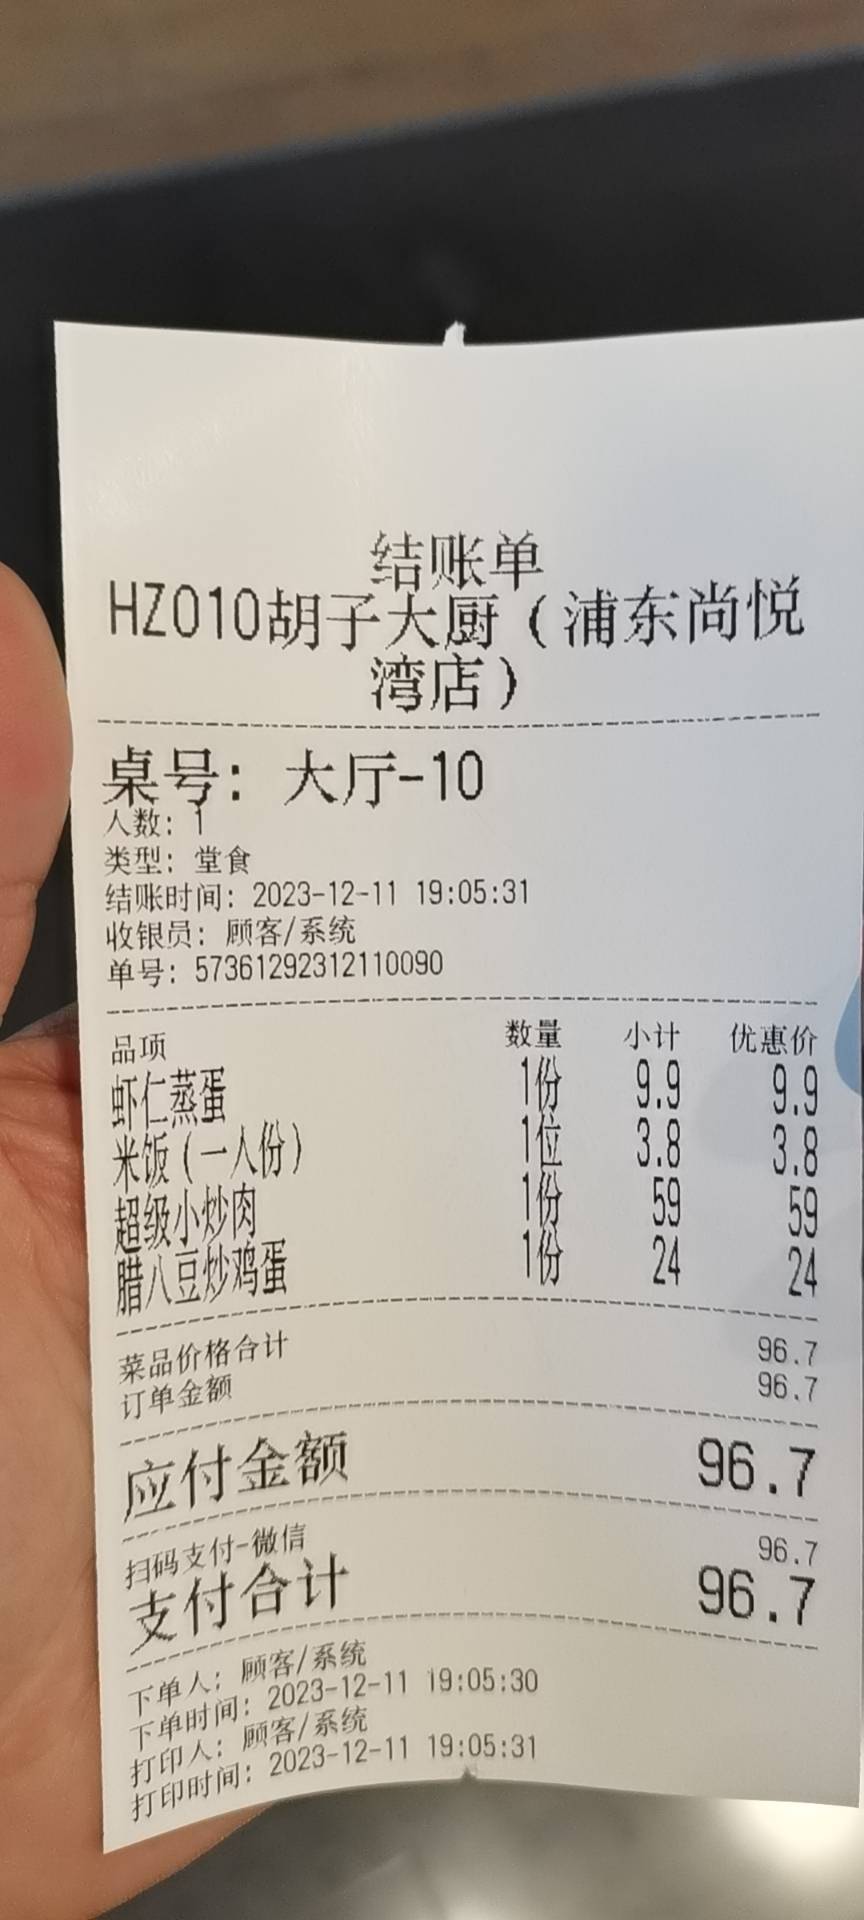 结账单
HZ010胡子大厨（浦东尚悦
湾店）
桌号：大厅-10
人数：1
类型：堂食
结账时间：2023-12-11 19:05:31
收银员：顾客/系统
单号：57361292312110090
品项 数量 小计 优惠价
虾仁蒸蛋 1份 9.9 9.9
米饭（一人份） 1位 3.8 3.8
超级小炒肉 1份 59 59
腊八豆炒鸡蛋 1份 24 24
菜品价格合计 96.7
订单金额 96.7
应付金额 96.7
扫码支付-微信 96.7
支付合计 96.7
下单人：顾客/系统
下单时间：2023-12-11 19:05:30
打印人：顾客/系统
打印时间：2023-12-11 19:05:31